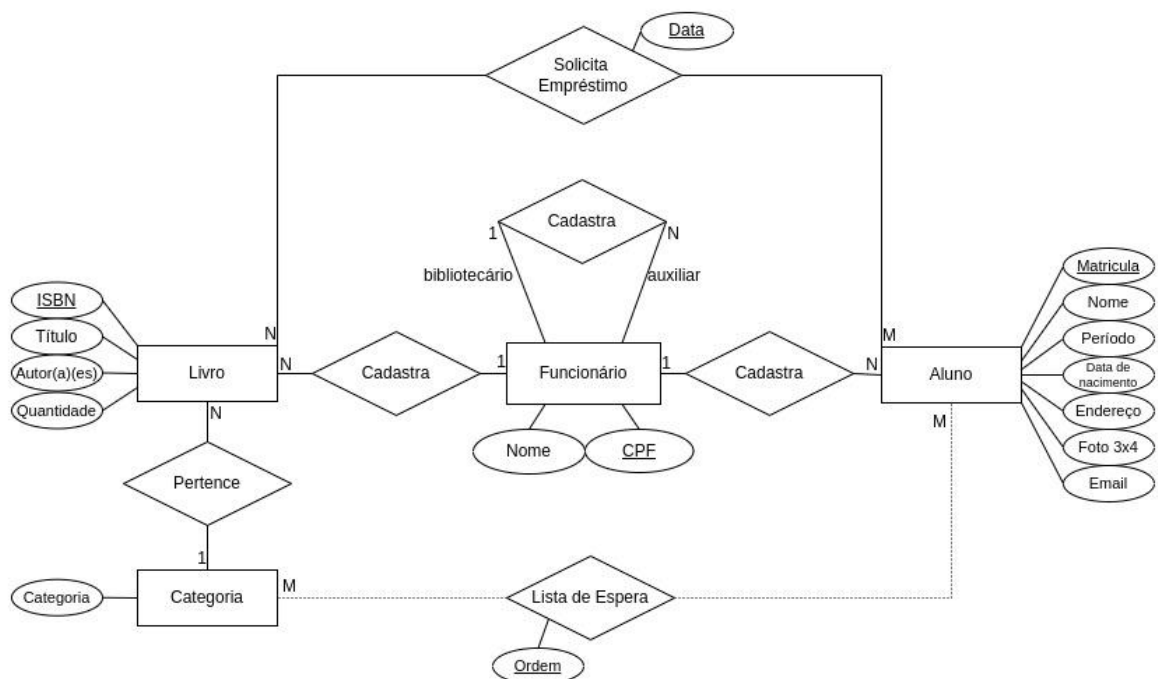 Data
Solicita
Empréstimo
Cadastra
1
N
bibliotecário
auxiliar
ISBN
Título
Autor(a)(es)
Quantidade
N
Livro
N
Cadastra
1
Funcionário
1
Cadastra
N
M
Aluno
M
Matricula
Nome
Período
Data de
nacimento
Endereço
Foto 3x4
Email
Nome
CPF
N
Pertence
1
Categoria
Categoria
M
Lista de Espera
Ordem